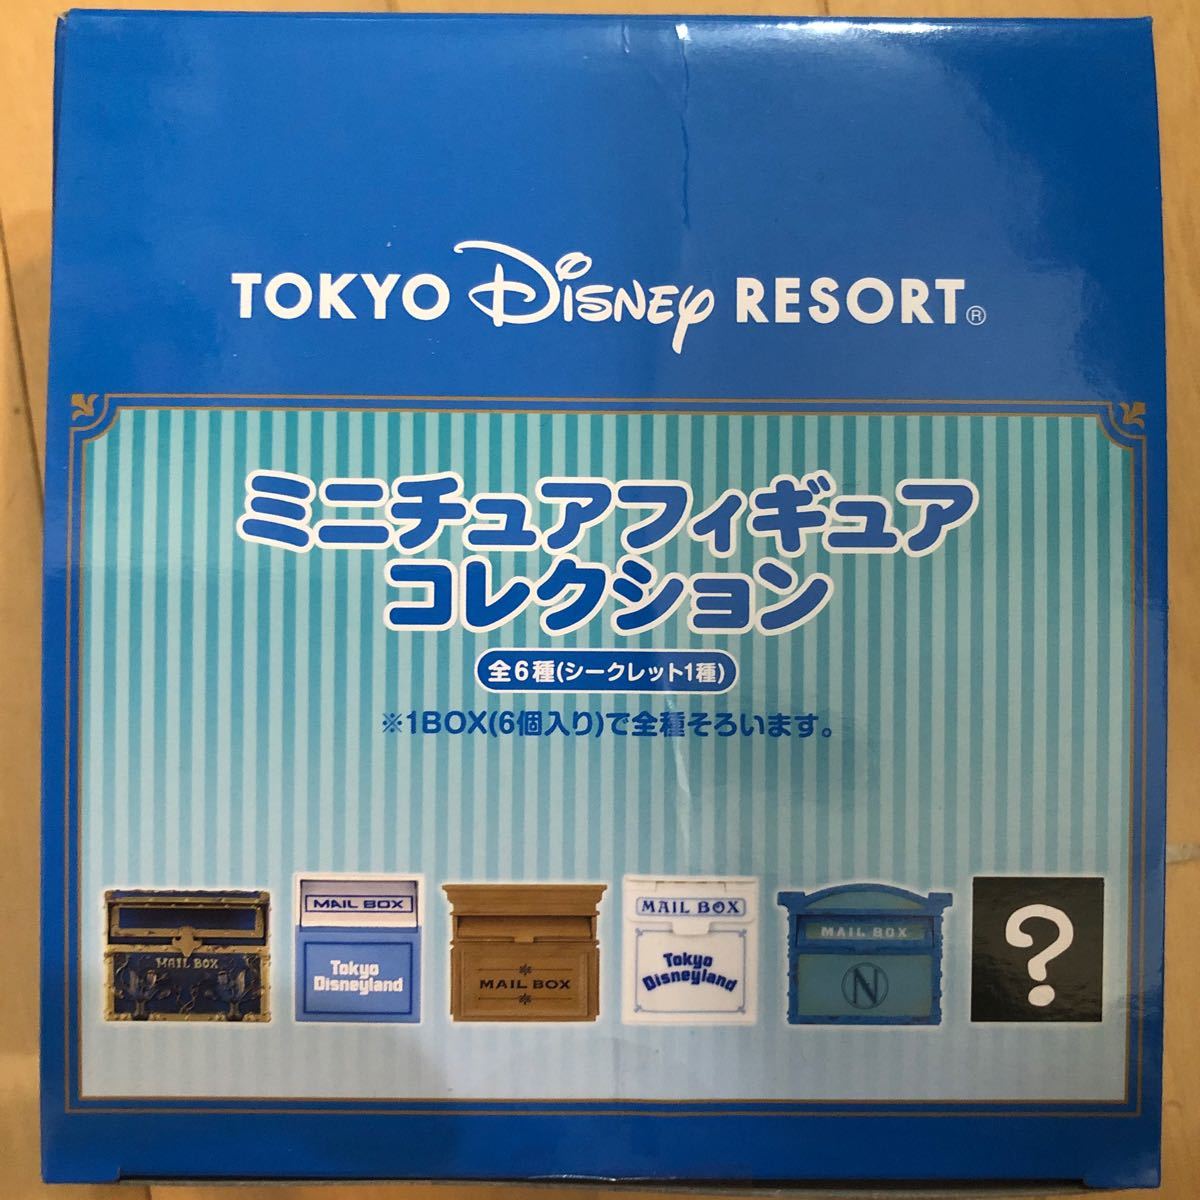 TOKYO Disney RESORT®
ミニチュアフィギュア
コレクション
全6種(シークレット1種)
※1BOX(6個入り)で全種そろいます。
MAIL BOX
MAIL BOX
Tokyo
Disneyland
MAIL BOX
MAIL BOX
Tokyo
Disneyland
MAIL BOX
N
?